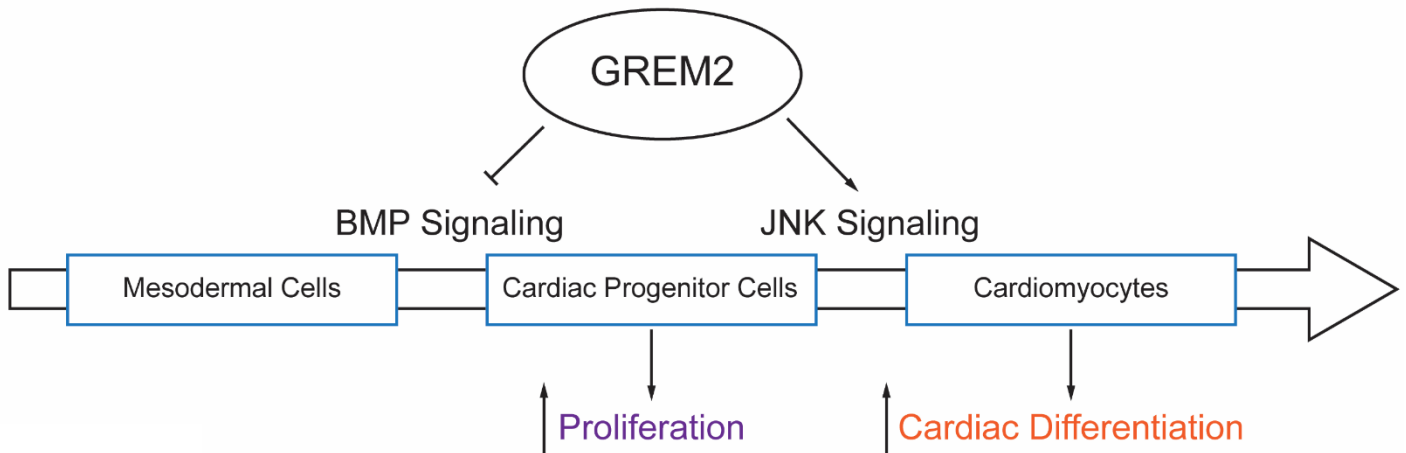 GREM2
BMP Signaling
JNK Signaling
Mesodermal Cells
Cardiac Progenitor Cells
Cardiomyocytes
Proliferation
Cardiac Differentiation